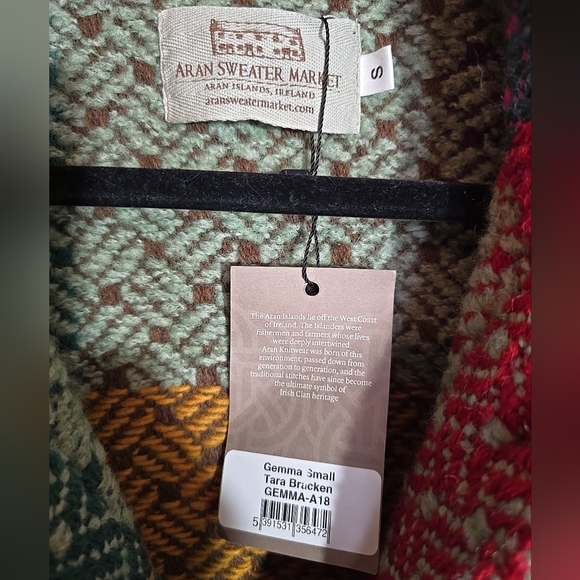 ARAN SWEATER MARKET
ARAN ISLANDS, IRELAND
aransweatermarket.com
S
The Aran Islands lie off the West Coast
of Ireland. The Islanders were
fishermen and farmers whose lives
were deeply intertwined.
Aran Knitwear was born of this
environment, passed down from
generation to generation, and the
traditional stitches have since become
the ultimate symbol of
Irish Clan heritage
Gemma Small
Tara Bracken
GEMMA-A18
5 391531 356472